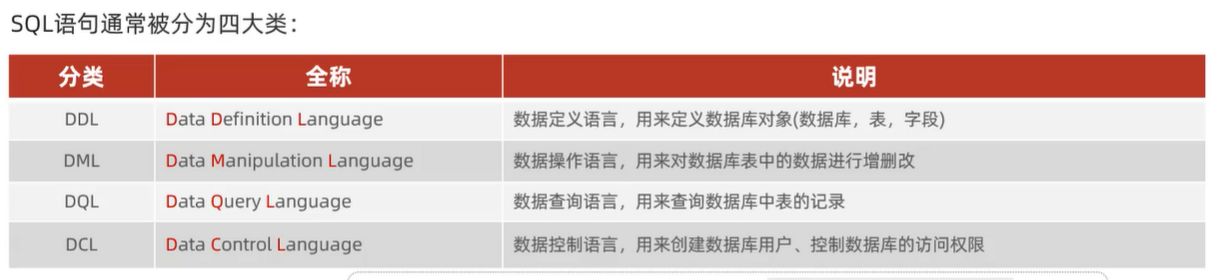 SQL语句通常被分为四大类：
分类 全称 说明
DDL Data Definition Language 数据定义语言，用来定义数据库对象(数据库，表，字段)
DML Data Manipulation Language 数据操作语言，用来对数据库表中的数据进行增删改
DQL Data Query Language 数据查询语言，用来查询数据库中表的记录
DCL Data Control Language 数据控制语言，用来创建数据库用户、控制数据库的访问权限